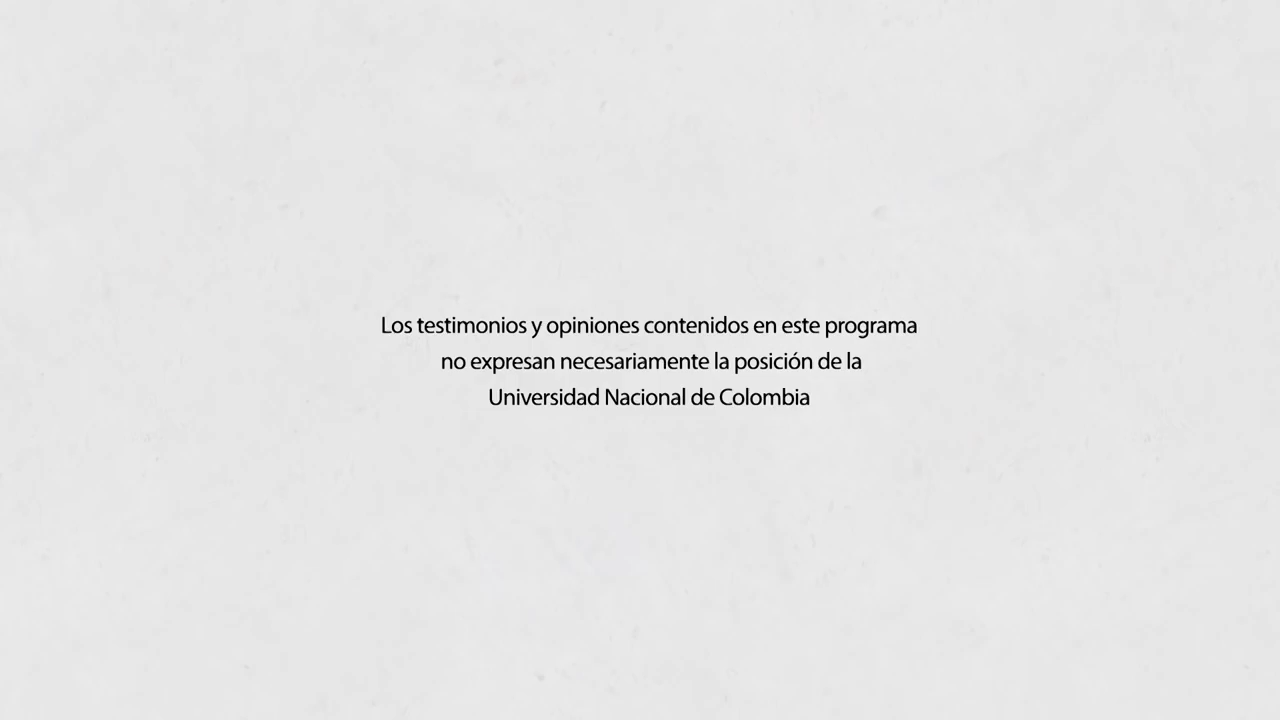 Los testimonios y opiniones contenidos en este programa
no expresan necesariamente la posición de la
Universidad Nacional de Colombia